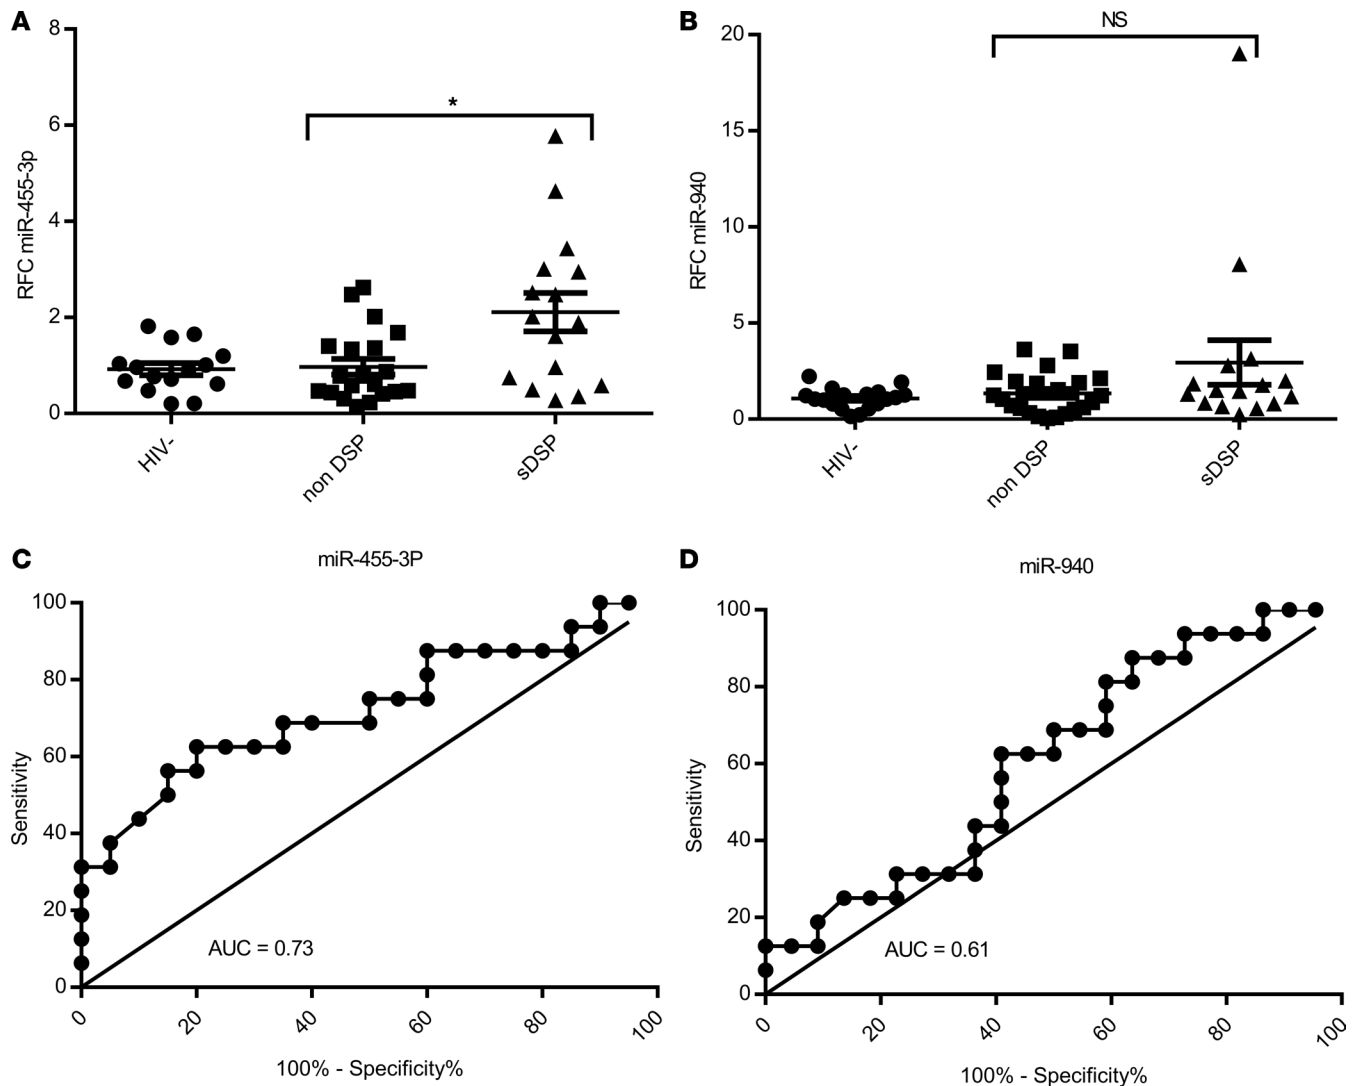 A
8
6
4
2
0
RFC miR-455-3p
*
HIV-
non DSP
sDSP
B
20
15
10
5
0
RFC miR-940
NS
HIV-
non DSP
sDSP
C
miR-455-3P
100
80
60
40
20
0
Sensitivity
AUC = 0.73
0
20
40
60
80
100
100% - Specificity%
D
miR-940
100
80
60
40
20
0
Sensitivity
AUC = 0.61
0
20
40
60
80
100
100% - Specificity%